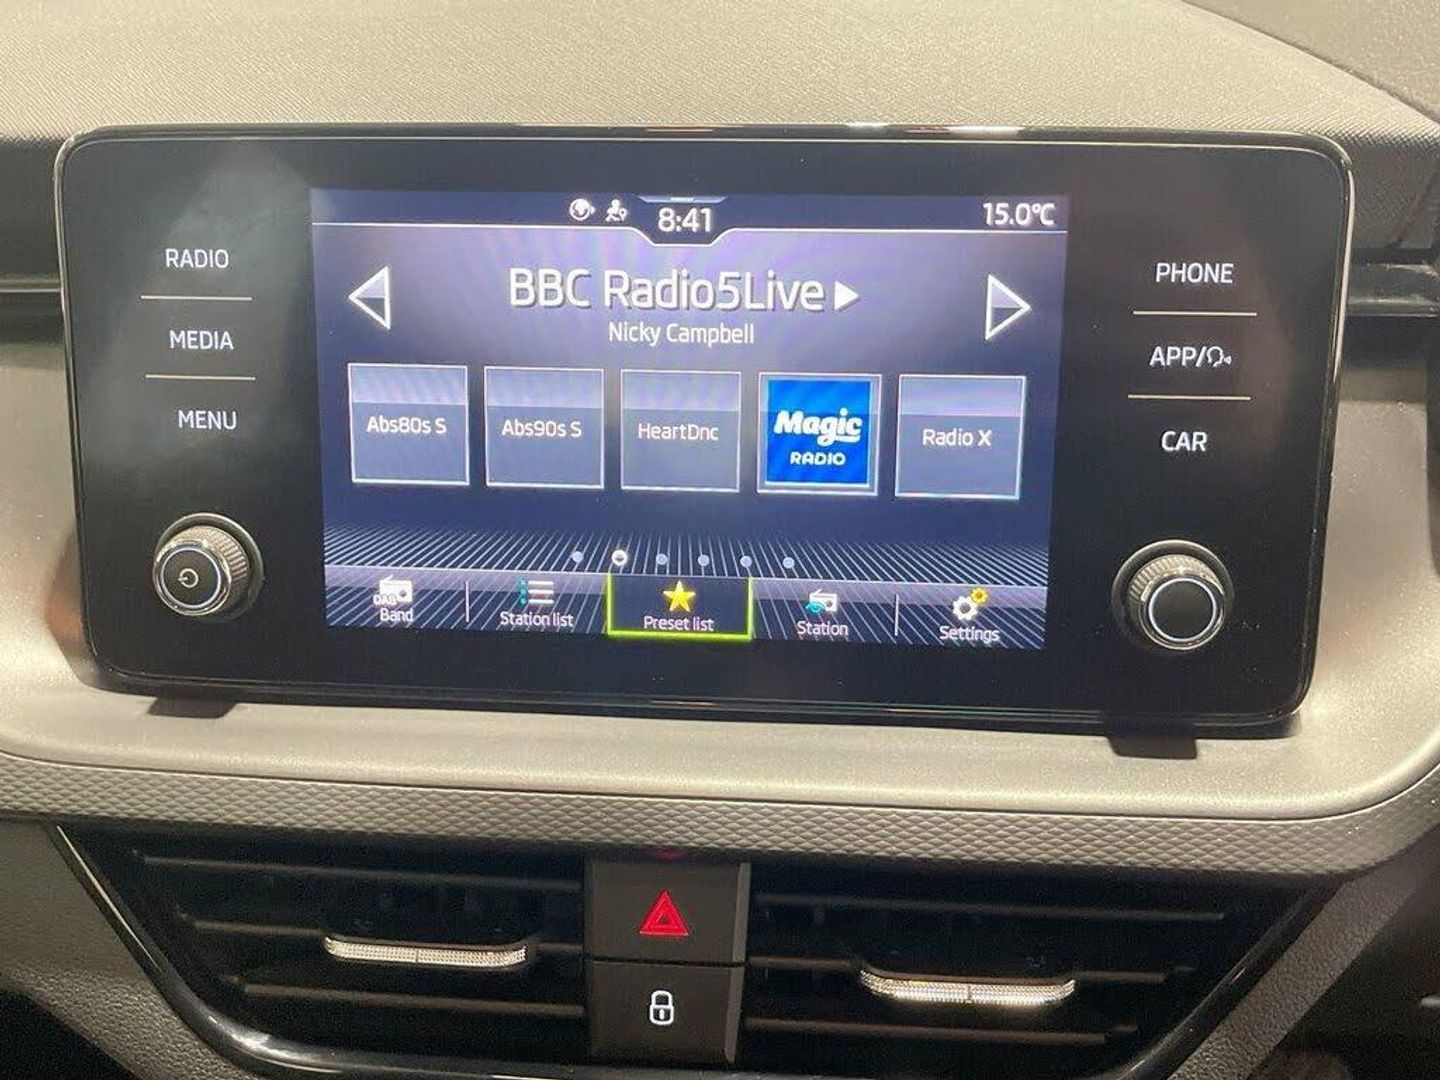 8:41
15.0°C
RADIO
MEDIA
MENU
BBC Radio5Live
Nicky Campbell
Abs80s S
Abs90s S
HeartDnc
Magic
RADIO
Radio X
DAB
Band
Station list
Preset list
Station
Settings
PHONE
APP/
CAR